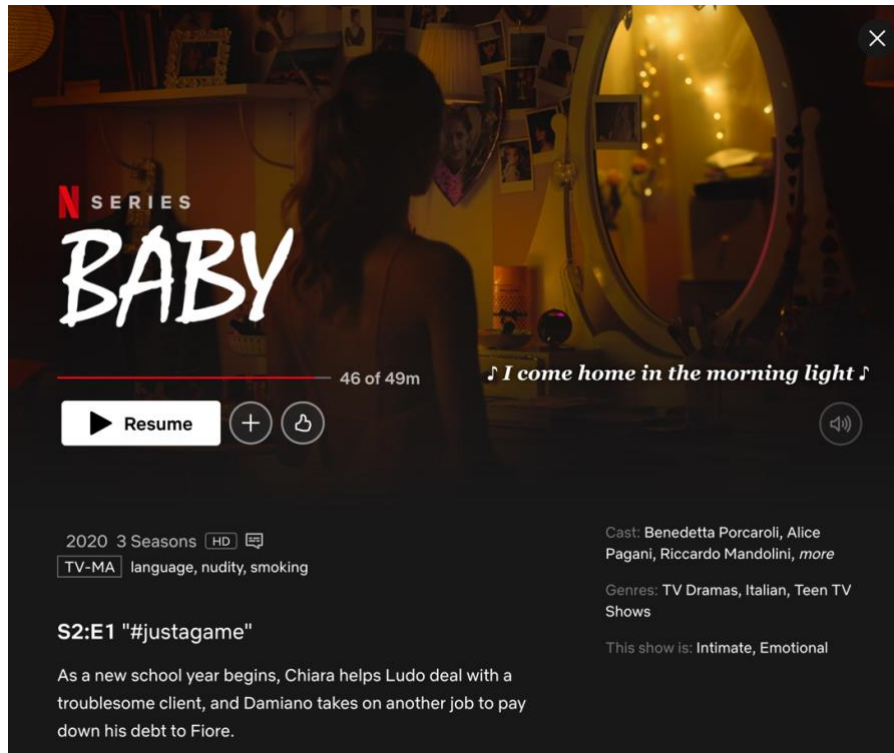 N SERIES
BABY
46 of 49m
♪ I come home in the morning light ♪
Resume
2020 3 Seasons HD
TV-MA language, nudity, smoking
S2:E1 "#justagame"
As a new school year begins, Chiara helps Ludo deal with a
troublesome client, and Damiano takes on another job to pay
down his debt to Fiore.
Cast: Benedetta Porcaroli, Alice
Pagani, Riccardo Mandolini, more
Genres: TV Dramas, Italian, Teen TV
Shows
This show is: Intimate, Emotional